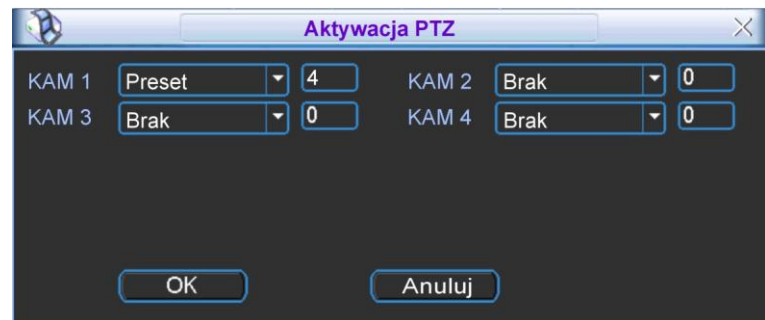 Aktywacja PTZ
KAM 1 Preset 4 KAM 2 Brak 0
KAM 3 Brak 0 KAM 4 Brak 0
OK Anuluj